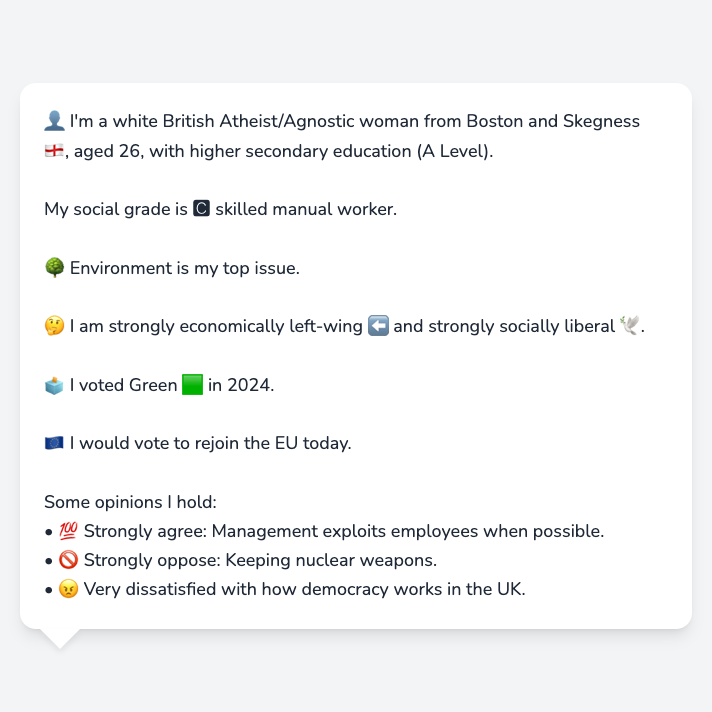 👤 I'm a white British Atheist/Agnostic woman from Boston and Skegness
🏴󠁧󠁢󠁥󠁮󠁧󠁿, aged 26, with higher secondary education (A Level).
My social grade is 🅲 skilled manual worker.
🌳 Environment is my top issue.
🤔 I am strongly economically left-wing ⬅️ and strongly socially liberal 🕊️.
🗳️ I voted Green 🟩 in 2024.
🇪🇺 I would vote to rejoin the EU today.
Some opinions I hold:
• 💯 Strongly agree: Management exploits employees when possible.
• 🚫 Strongly oppose: Keeping nuclear weapons.
• 😠 Very dissatisfied with how democracy works in the UK.